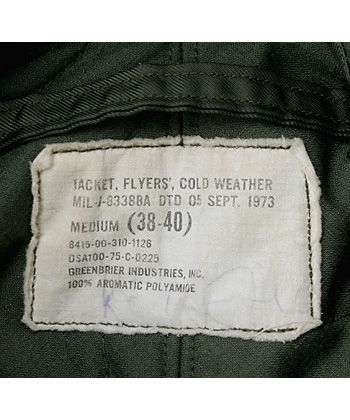 JACKET, FLYERS', COLD WEATHER
MIL-J-83388A DTD 05 SEPT. 1973
MEDIUM (38-40)
8415-00-310-1126
DSA100-75-C-0225
GREENBRIER INDUSTRIES, INC.
100% AROMATIC POLYAMIDE